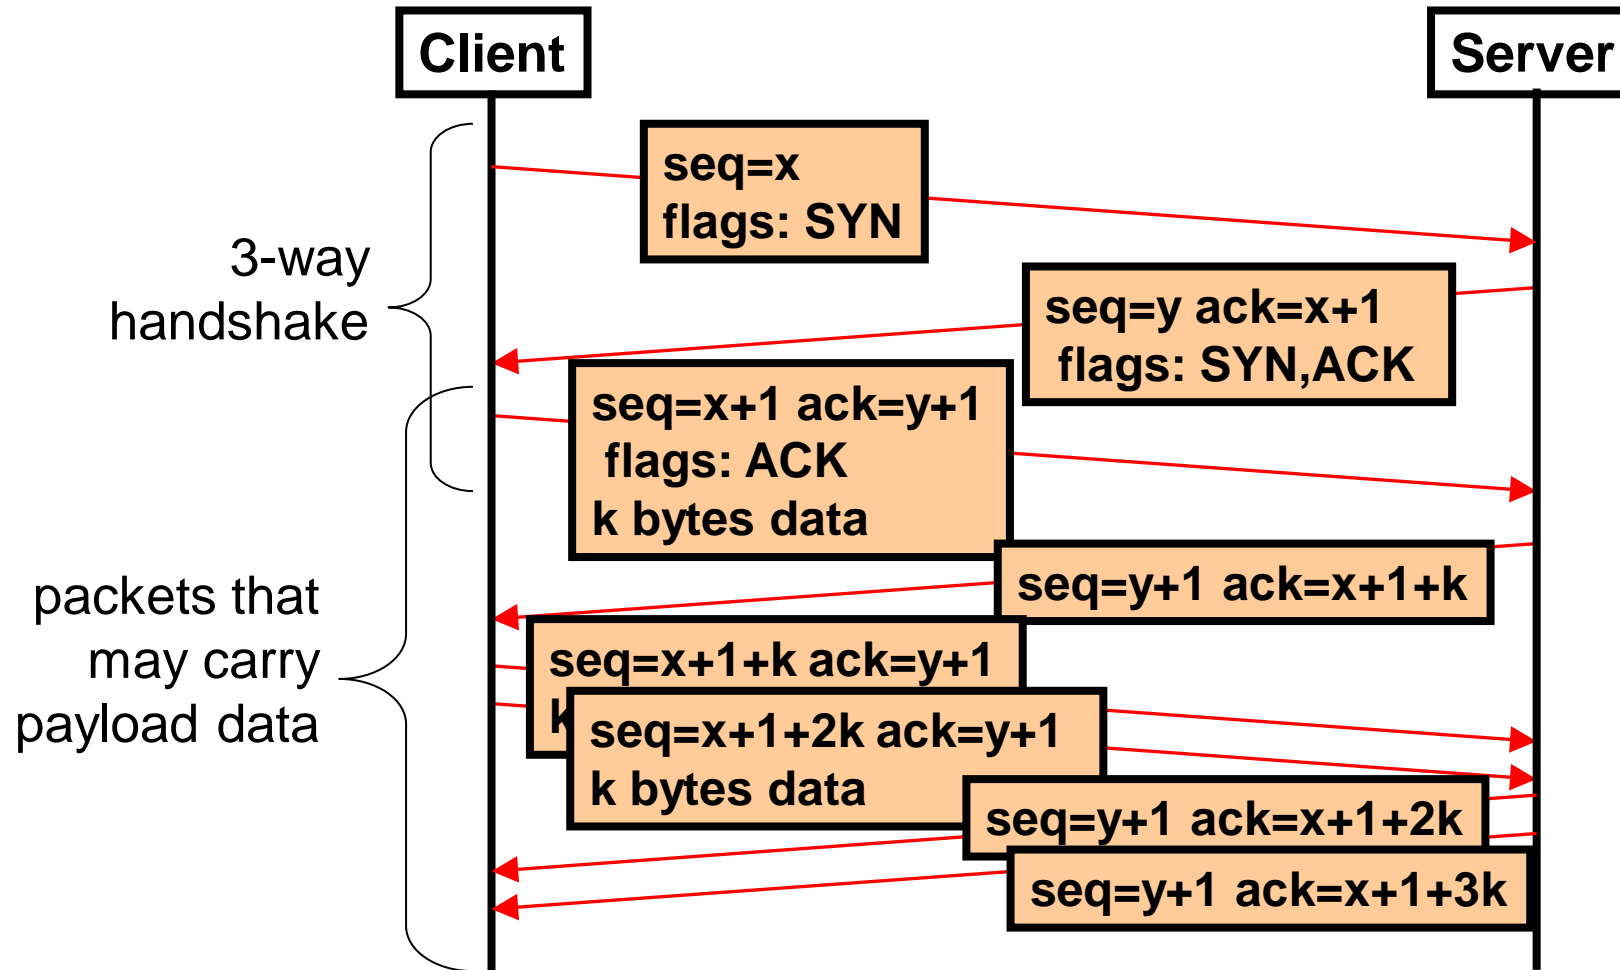 Client
Server
seq=x
flags: SYN
3-way
handshake
seq=y ack=x+1
flags: SYN,ACK
seq=x+1 ack=y+1
flags: ACK
k bytes data
seq=y+1 ack=x+1+k
packets that
may carry
payload data
seq=x+1+k ack=y+1
k
seq=x+1+2k ack=y+1
k bytes data
seq=y+1 ack=x+1+2k
seq=y+1 ack=x+1+3k